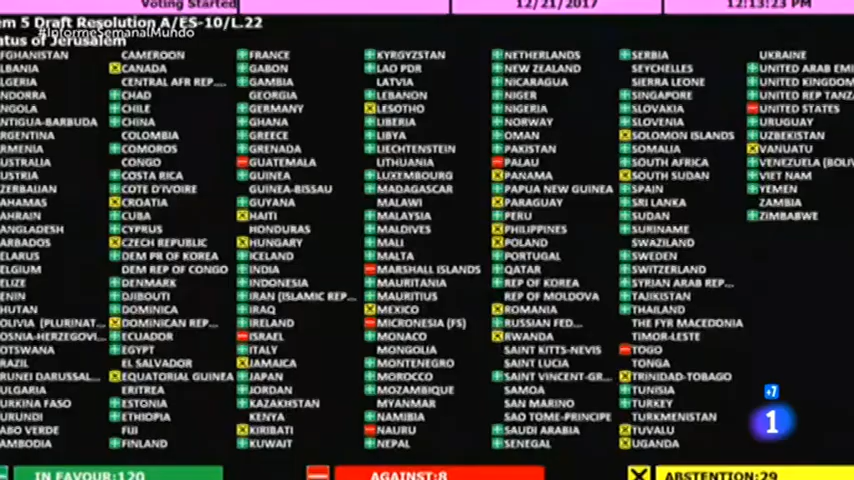 Voting Started
12/21/2017
12:13:23 PM
em 5 Draft Resolution A/ES-10/L.22
#InformeSemanalMundo
atus of Jerusalem
FGHANISTAN
LBANIA
LGERIA
NDORRA
NGOLA
NTIGUA-BARBUDA
RGENTINA
RMENIA
USTRALIA
USTRIA
ZERBAIJAN
AHAMAS
AHRAIN
ANGLADESH
ARBADOS
ELARUS
ELGIUM
ELIZE
ENIN
HUTAN
OLIVIA (PLURINAT...
OSNIA-HERZEGOVI...
OTSWANA
RAZIL
RUNEI DARUSSAL...
ULGARIA
URKINA FASO
URUNDI
ABO VERDE
AMBODIA
CAMEROON
CANADA
CENTRAL AFR REP....
CHAD
CHILE
CHINA
COLOMBIA
COMOROS
CONGO
COSTA RICA
COTE D'IVOIRE
CROATIA
CUBA
CYPRUS
CZECH REPUBLIC
DEM PR OF KOREA
DEM REP OF CONGO
DENMARK
DJIBOUTI
DOMINICA
DOMINICAN REP...
ECUADOR
EGYPT
EL SALVADOR
EQUATORIAL GUINEA
ERITREA
ESTONIA
ETHIOPIA
FIJI
FINLAND
FRANCE
GABON
GAMBIA
GEORGIA
GERMANY
GHANA
GREECE
GRENADA
GUATEMALA
GUINEA
GUINEA-BISSAU
GUYANA
HAITI
HONDURAS
HUNGARY
ICELAND
INDIA
INDONESIA
IRAN (ISLAMIC REP...
IRAQ
IRELAND
ISRAEL
ITALY
JAMAICA
JAPAN
JORDAN
KAZAKHSTAN
KENYA
KIRIBATI
KUWAIT
KYRGYZSTAN
LAO PDR
LATVIA
LEBANON
LESOTHO
LIBERIA
LIBYA
LIECHTENSTEIN
LITHUANIA
LUXEMBOURG
MADAGASCAR
MALAWI
MALAYSIA
MALDIVES
MALI
MALTA
MARSHALL ISLANDS
MAURITANIA
MAURITIUS
MEXICO
MICRONESIA (FS)
MONACO
MONGOLIA
MONTENEGRO
MOROCCO
MOZAMBIQUE
MYANMAR
NAMIBIA
NAURU
NEPAL
NETHERLANDS
NEW ZEALAND
NICARAGUA
NIGER
NIGERIA
NORWAY
OMAN
PAKISTAN
PALAU
PANAMA
PAPUA NEW GUINEA
PARAGUAY
PERU
PHILIPPINES
POLAND
PORTUGAL
QATAR
REP OF KOREA
REP OF MOLDOVA
ROMANIA
RUSSIAN FED...
RWANDA
SAINT KITTS-NEVIS
SAINT LUCIA
SAINT VINCENT-GR...
SAMOA
SAN MARINO
SAO TOME-PRINCIPE
SAUDI ARABIA
SENEGAL
SERBIA
SEYCHELLES
SIERRA LEONE
SINGAPORE
SLOVAKIA
SLOVENIA
SOLOMON ISLANDS
SOMALIA
SOUTH AFRICA
SOUTH SUDAN
SPAIN
SRI LANKA
SUDAN
SURINAME
SWAZILAND
SWEDEN
SWITZERLAND
SYRIAN ARAB REP...
TAJIKISTAN
THAILAND
THE FYR MACEDONIA
TIMOR-LESTE
TOGO
TONGA
TRINIDAD-TOBAGO
TUNISIA
TURKEY
TURKMENISTAN
TUVALU
UGANDA
UKRAINE
UNITED ARAB EMI
UNITED KINGDOM
UNITED REP TANZ
UNITED STATES
URUGUAY
UZBEKISTAN
VANUATU
VENEZUELA (BOLIV
VIET NAM
YEMEN
ZAMBIA
ZIMBABWE
+7
1
IN FAVOUR:120
AGAINST:8
ABSTENTION:29